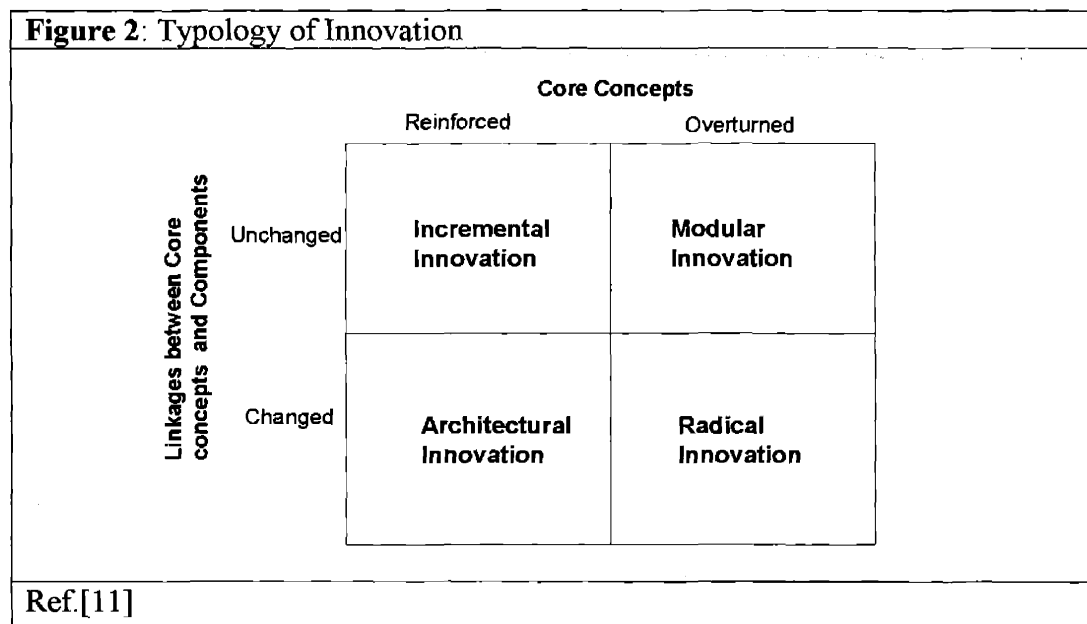 Figure 2: Typology of Innovation
Core Concepts
Reinforced Overturned
Linkages between Core
concepts and Components
Unchanged
Incremental
Innovation
Modular
Innovation
Changed
Architectural
Innovation
Radical
Innovation
Ref.[11]